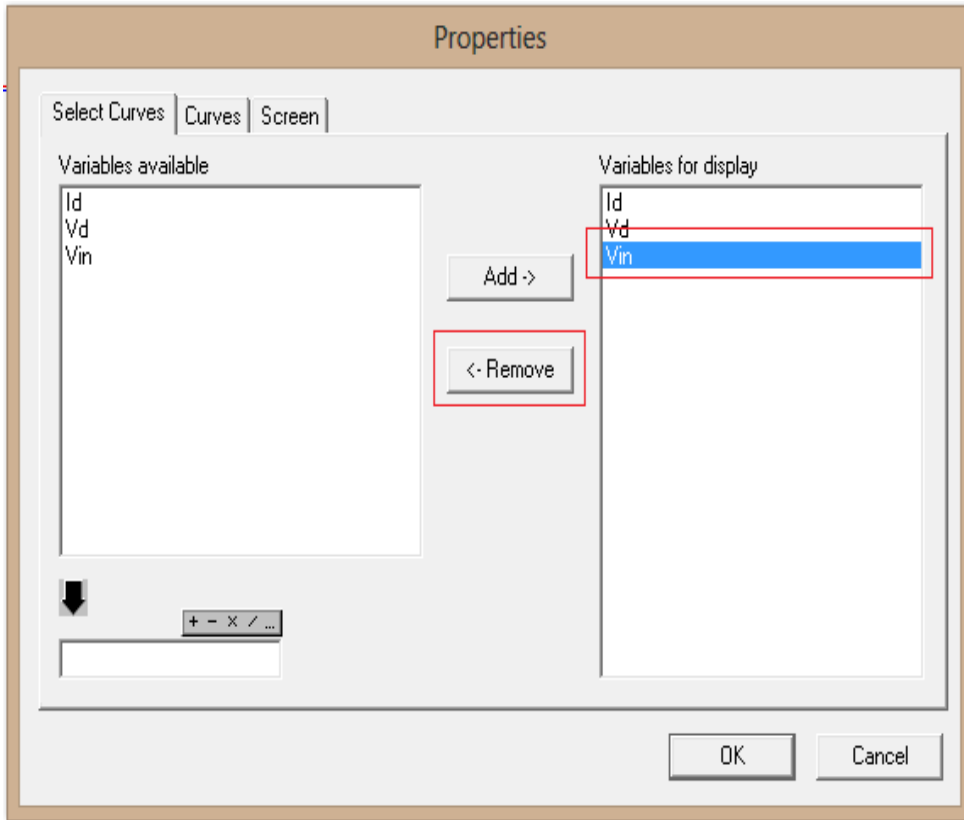 Properties
Select Curves Curves Screen
Variables available
Id
Vd
Vin
Add ->
<- Remove
Variables for display
Id
Vd
Vin
+ - × / ...
OK Cancel